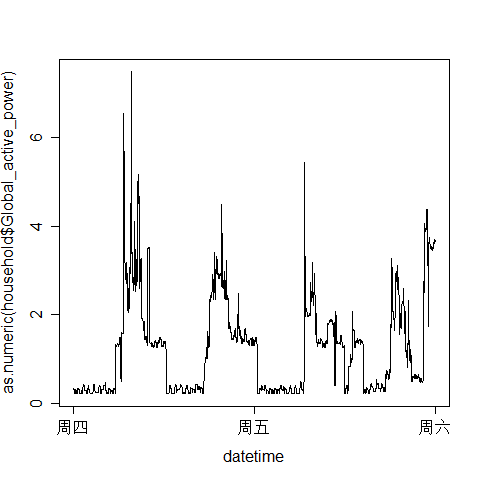 as.numeric(household$Global_active_power)
6
4
2
0
周四 周五 周六
datetime